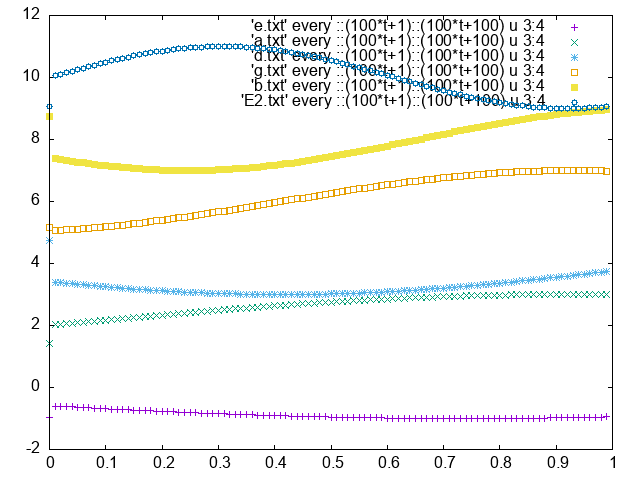 12
10
8
6
4
2
0
-2
'e.txt' every ::(100*t+1)::(100*t+100) u 3:4
'a.txt' every ::(100*t+1)::(100*t+100) u 3:4
'd.txt' every ::(100*t+1)::(100*t+100) u 3:4
'g.txt' every ::(100*t+1)::(100*t+100) u 3:4
'b.txt' every ::(100*t+1)::(100*t+100) u 3:4
'E2.txt' every ::(100*t+1)::(100*t+100) u 3:4
0 0.1 0.2 0.3 0.4 0.5 0.6 0.7 0.8 0.9 1